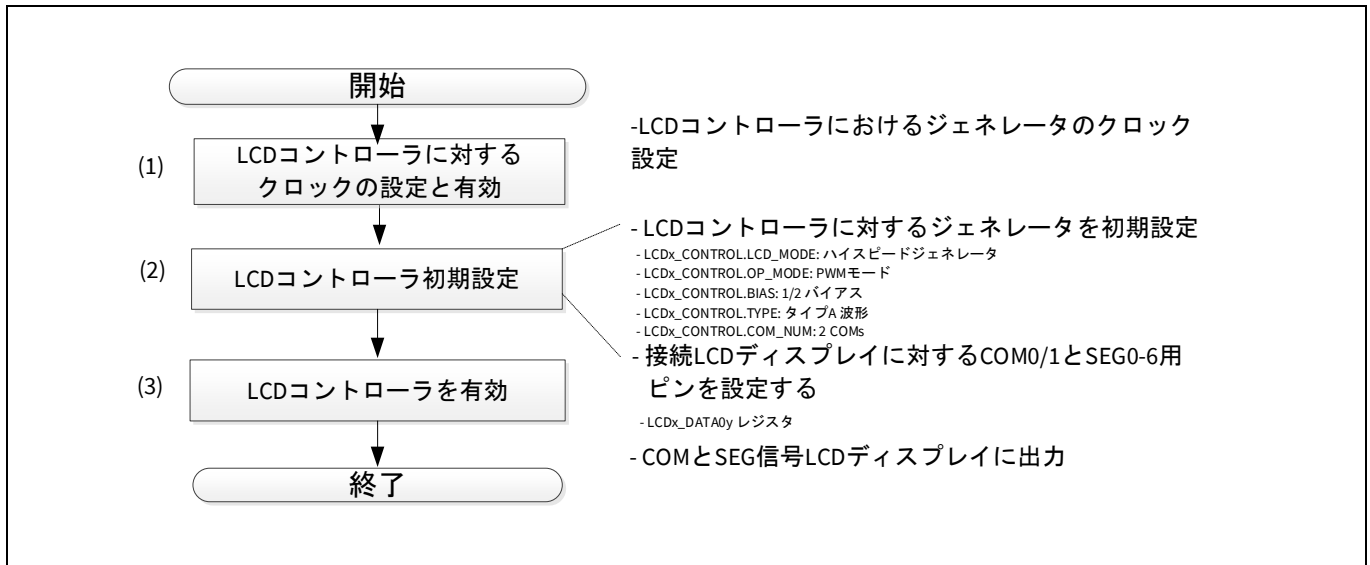 開始
(1)
LCDコントローラに対する
クロックの設定と有効
-LCDコントローラにおけるジェネレータのクロック
設定
(2)
LCDコントローラ初期設定
- LCDコントローラに対するジェネレータを初期設定
- LCDx_CONTROL.LCD_MODE: ハイスピードジェネレータ
- LCDx_CONTROL.OP_MODE: PWMモード
- LCDx_CONTROL.BIAS: 1/2 バイアス
- LCDx_CONTROL.TYPE: タイプA 波形
- LCDx_CONTROL.COM_NUM: 2 COMs
- 接続LCDディスプレイに対するCOM0/1とSEG0-6用
ピンを設定する
- LCDx_DATA0y レジスタ
(3)
LCDコントローラを有効
- COMとSEG信号LCDディスプレイに出力
終了